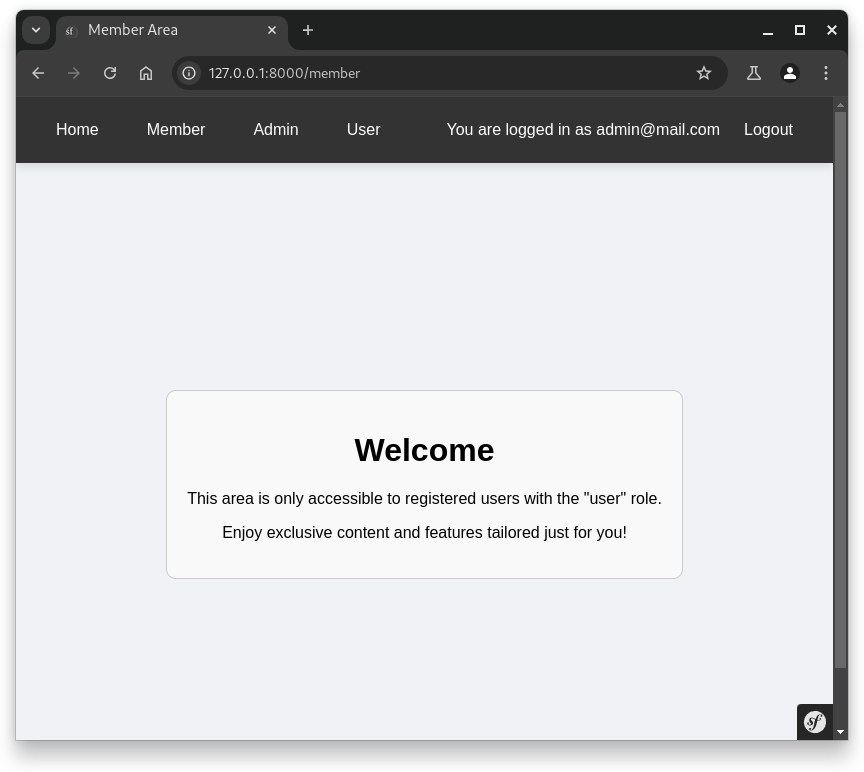 sf Member Area
127.0.0.1:8000/member
Home Member Admin User You are logged in as admin@mail.com Logout
Welcome
This area is only accessible to registered users with the "user" role.
Enjoy exclusive content and features tailored just for you!
sf